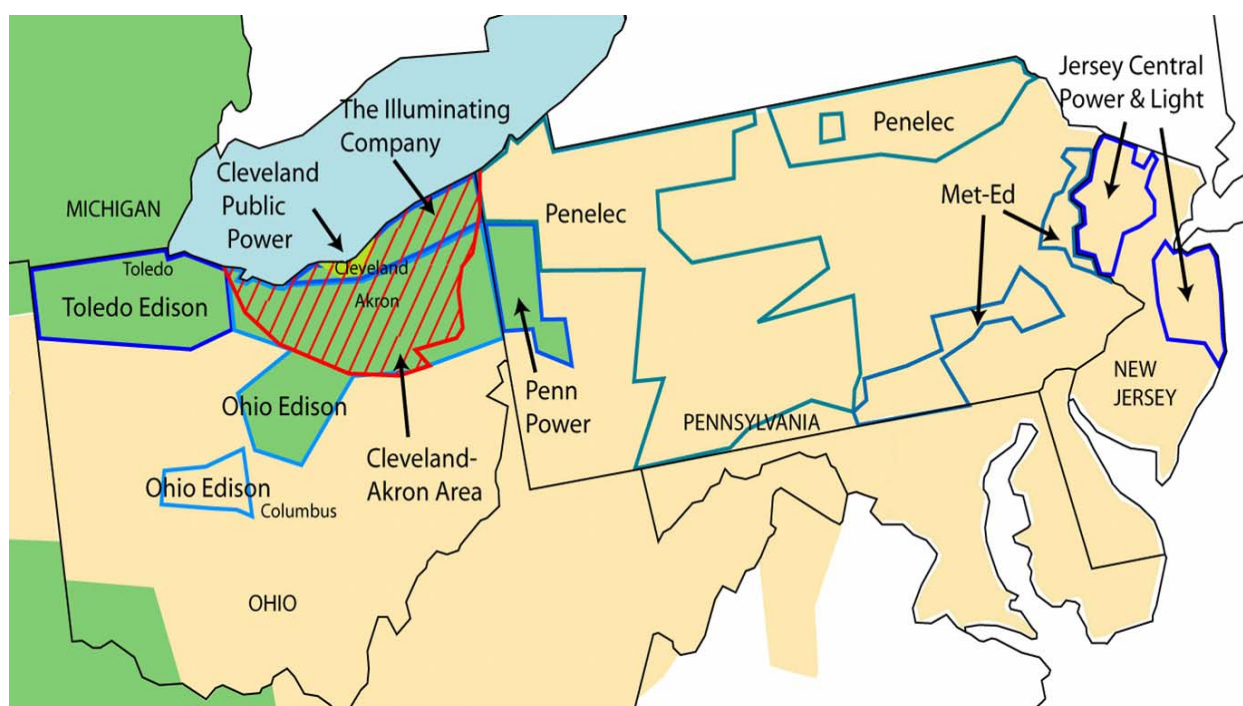 The Illuminating
Company
Cleveland
Public
Power
MICHIGAN
Toledo
Toledo Edison
Cleveland
Akron
Ohio Edison
Ohio Edison
Columbus
Cleveland-
Akron Area
OHIO
Penn
Power
Penelec
Penelec
PENNSYLVANIA
Met-Ed
Jersey Central
Power & Light
NEW
JERSEY